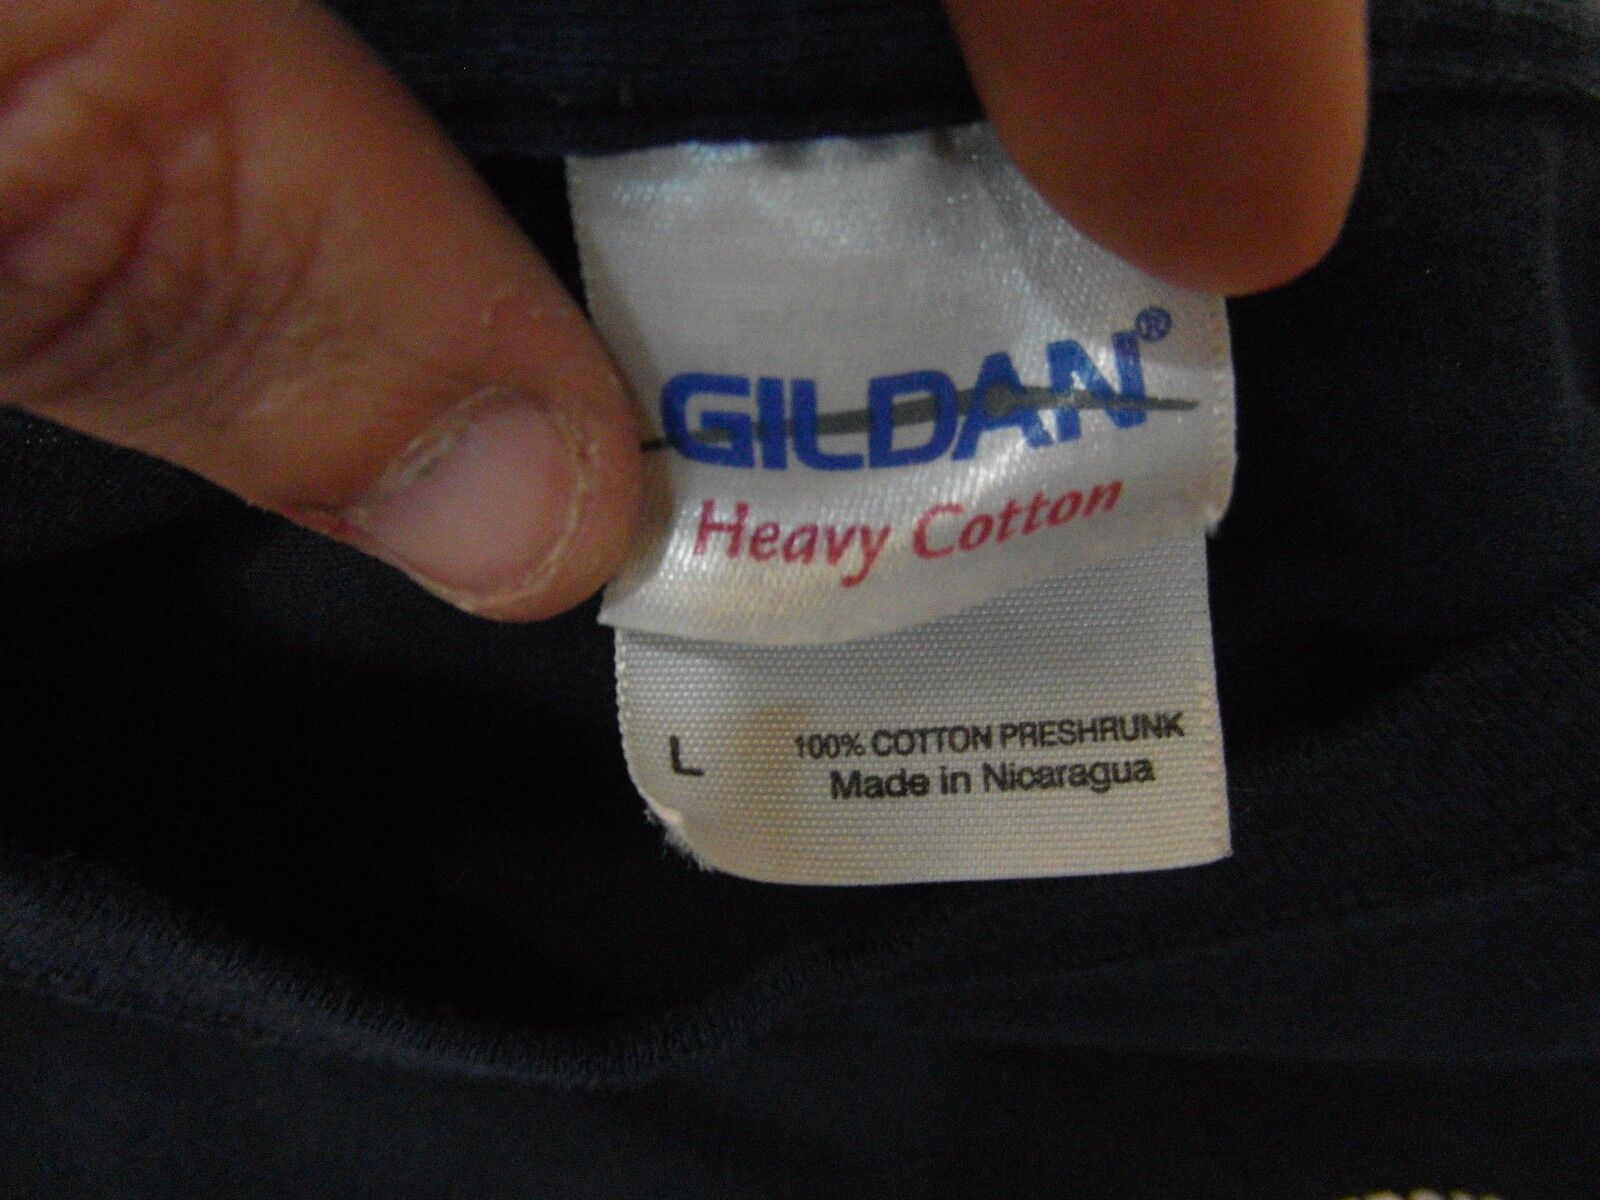 GILDAN®
Heavy Cotton
L
100% COTTON PRESHRUNK
Made in Nicaragua